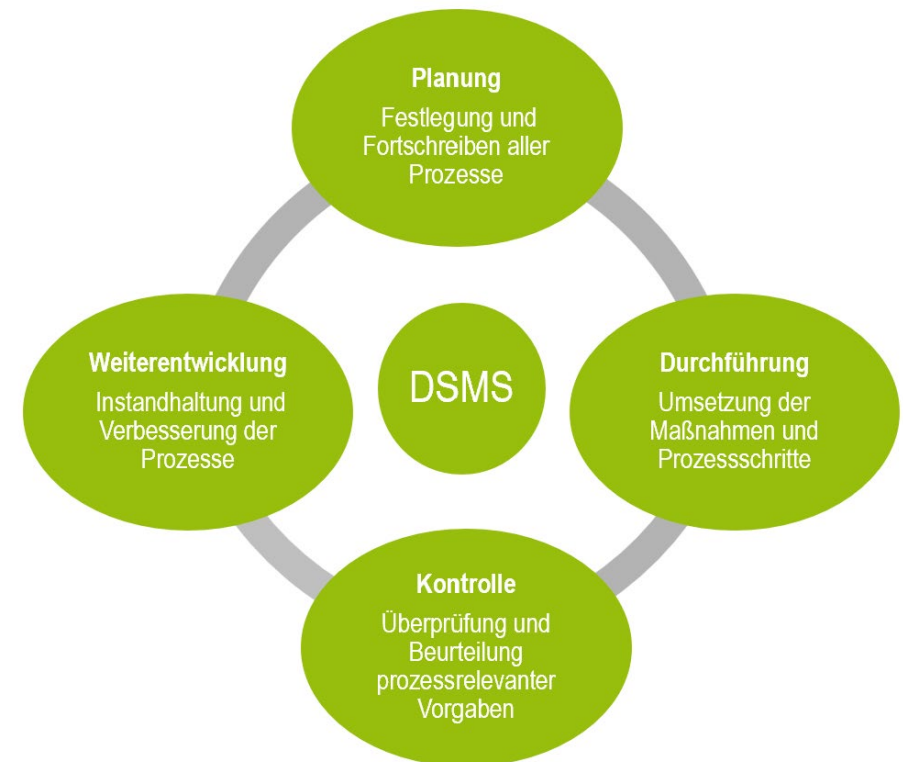 Planung
Festlegung und
Fortschreiben aller
Prozesse
Weiterentwicklung
Instandhaltung und
Verbesserung der
Prozesse
DSMS
Durchführung
Umsetzung der
Maßnahmen und
Prozessschritte
Kontrolle
Überprüfung und
Beurteilung
prozessrelevanter
Vorgaben